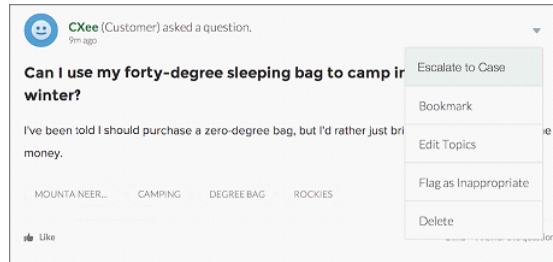 CXee (Customer) asked a question.
9m ago
Can I use my forty-degree sleeping bag to camp in
winter?
I've been told I should purchase a zero-degree bag, but I'd rather just bri
money.
MOUNTA NEER... CAMPING DEGREE BAG ROCKIES
Like
Escalate to Case
Bookmark
Edit Topics
Flag as Inappropriate
Delete